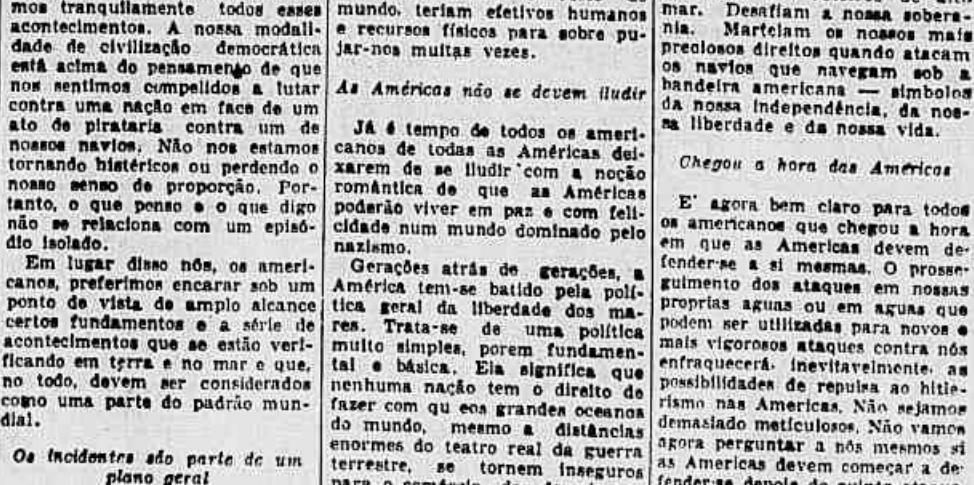 mos tranquilamente todos esses
acontecimentos. A nossa modali-
dade de civilização democrática
está acima do pensamento de que
nos sentimos compelidos a lutar
contra uma nação em face de um
ato de pirataria contra um de
nossos navios. Não nos estamos
tornando histéricos ou perdendo o
nosso senso de proporção. Por-
tanto, o que penso e o que digo
não se relaciona com um episó-
dio isolado.
Em lugar disso nós, os ameri-
canos, preferimos encarar sob um
ponto de vista de amplo alcance
certos fundamentos e a série de
acontecimentos que se estão veri-
ficando em terra e no mar e que,
no todo, devem ser considerados
como uma parte do padrão mun-
dial.
Os incidentes são parte de um
plano geral
mundo, teriam efetivos humanos
e recursos físicos para sobre pu-
jar-nos muitas vezes.
As Américas não se devem iludir
JÁ é tempo de todos os ameri-
canos de todas as Américas dei-
xarem de se iludir com a noção
romântica de que as Américas
poderão viver em paz e com feli-
cidade num mundo dominado pelo
nazismo.
Gerações atrás de gerações, a
América tem-se batido pela polí-
tica geral da liberdade dos ma-
res. Trata-se de uma política
muito simples, porem fundamen-
tal e básica. Ela significa que
nenhuma nação tem o direito de
fazer com qu eos grandes oceanos
do mundo, mesmo a distâncias
enormes do teatro real da guerra
terrestre, se tornem inseguros
para o comércio
mar. Desafiam a nossa sobera-
nia. Martelam os nossos mais
preciosos direitos quando atacam
os navios que navegam sob a
bandeira americana — símbolos
da nossa independência, da nos-
sa liberdade e da nossa vida.
Chegou a hora das Américas
E' agora bem claro para todos
os americanos que chegou a hora
em que as Americas devem de-
fender-se a si mesmas. O prosse-
guimento dos ataques em nossas
proprias aguas ou em aguas que
podem ser utilizadas para novos e
mais vigorosos ataques contra nós
enfraquecerá, inevitavelmente, as
possibilidades de repulsa ao hitle-
rismo nas Americas. Não sejamos
demasiado meticulosos. Não vamos
agora perguntar a nós mesmos si
as Americas devem começar a de-
fender-se depois do quinto ataque